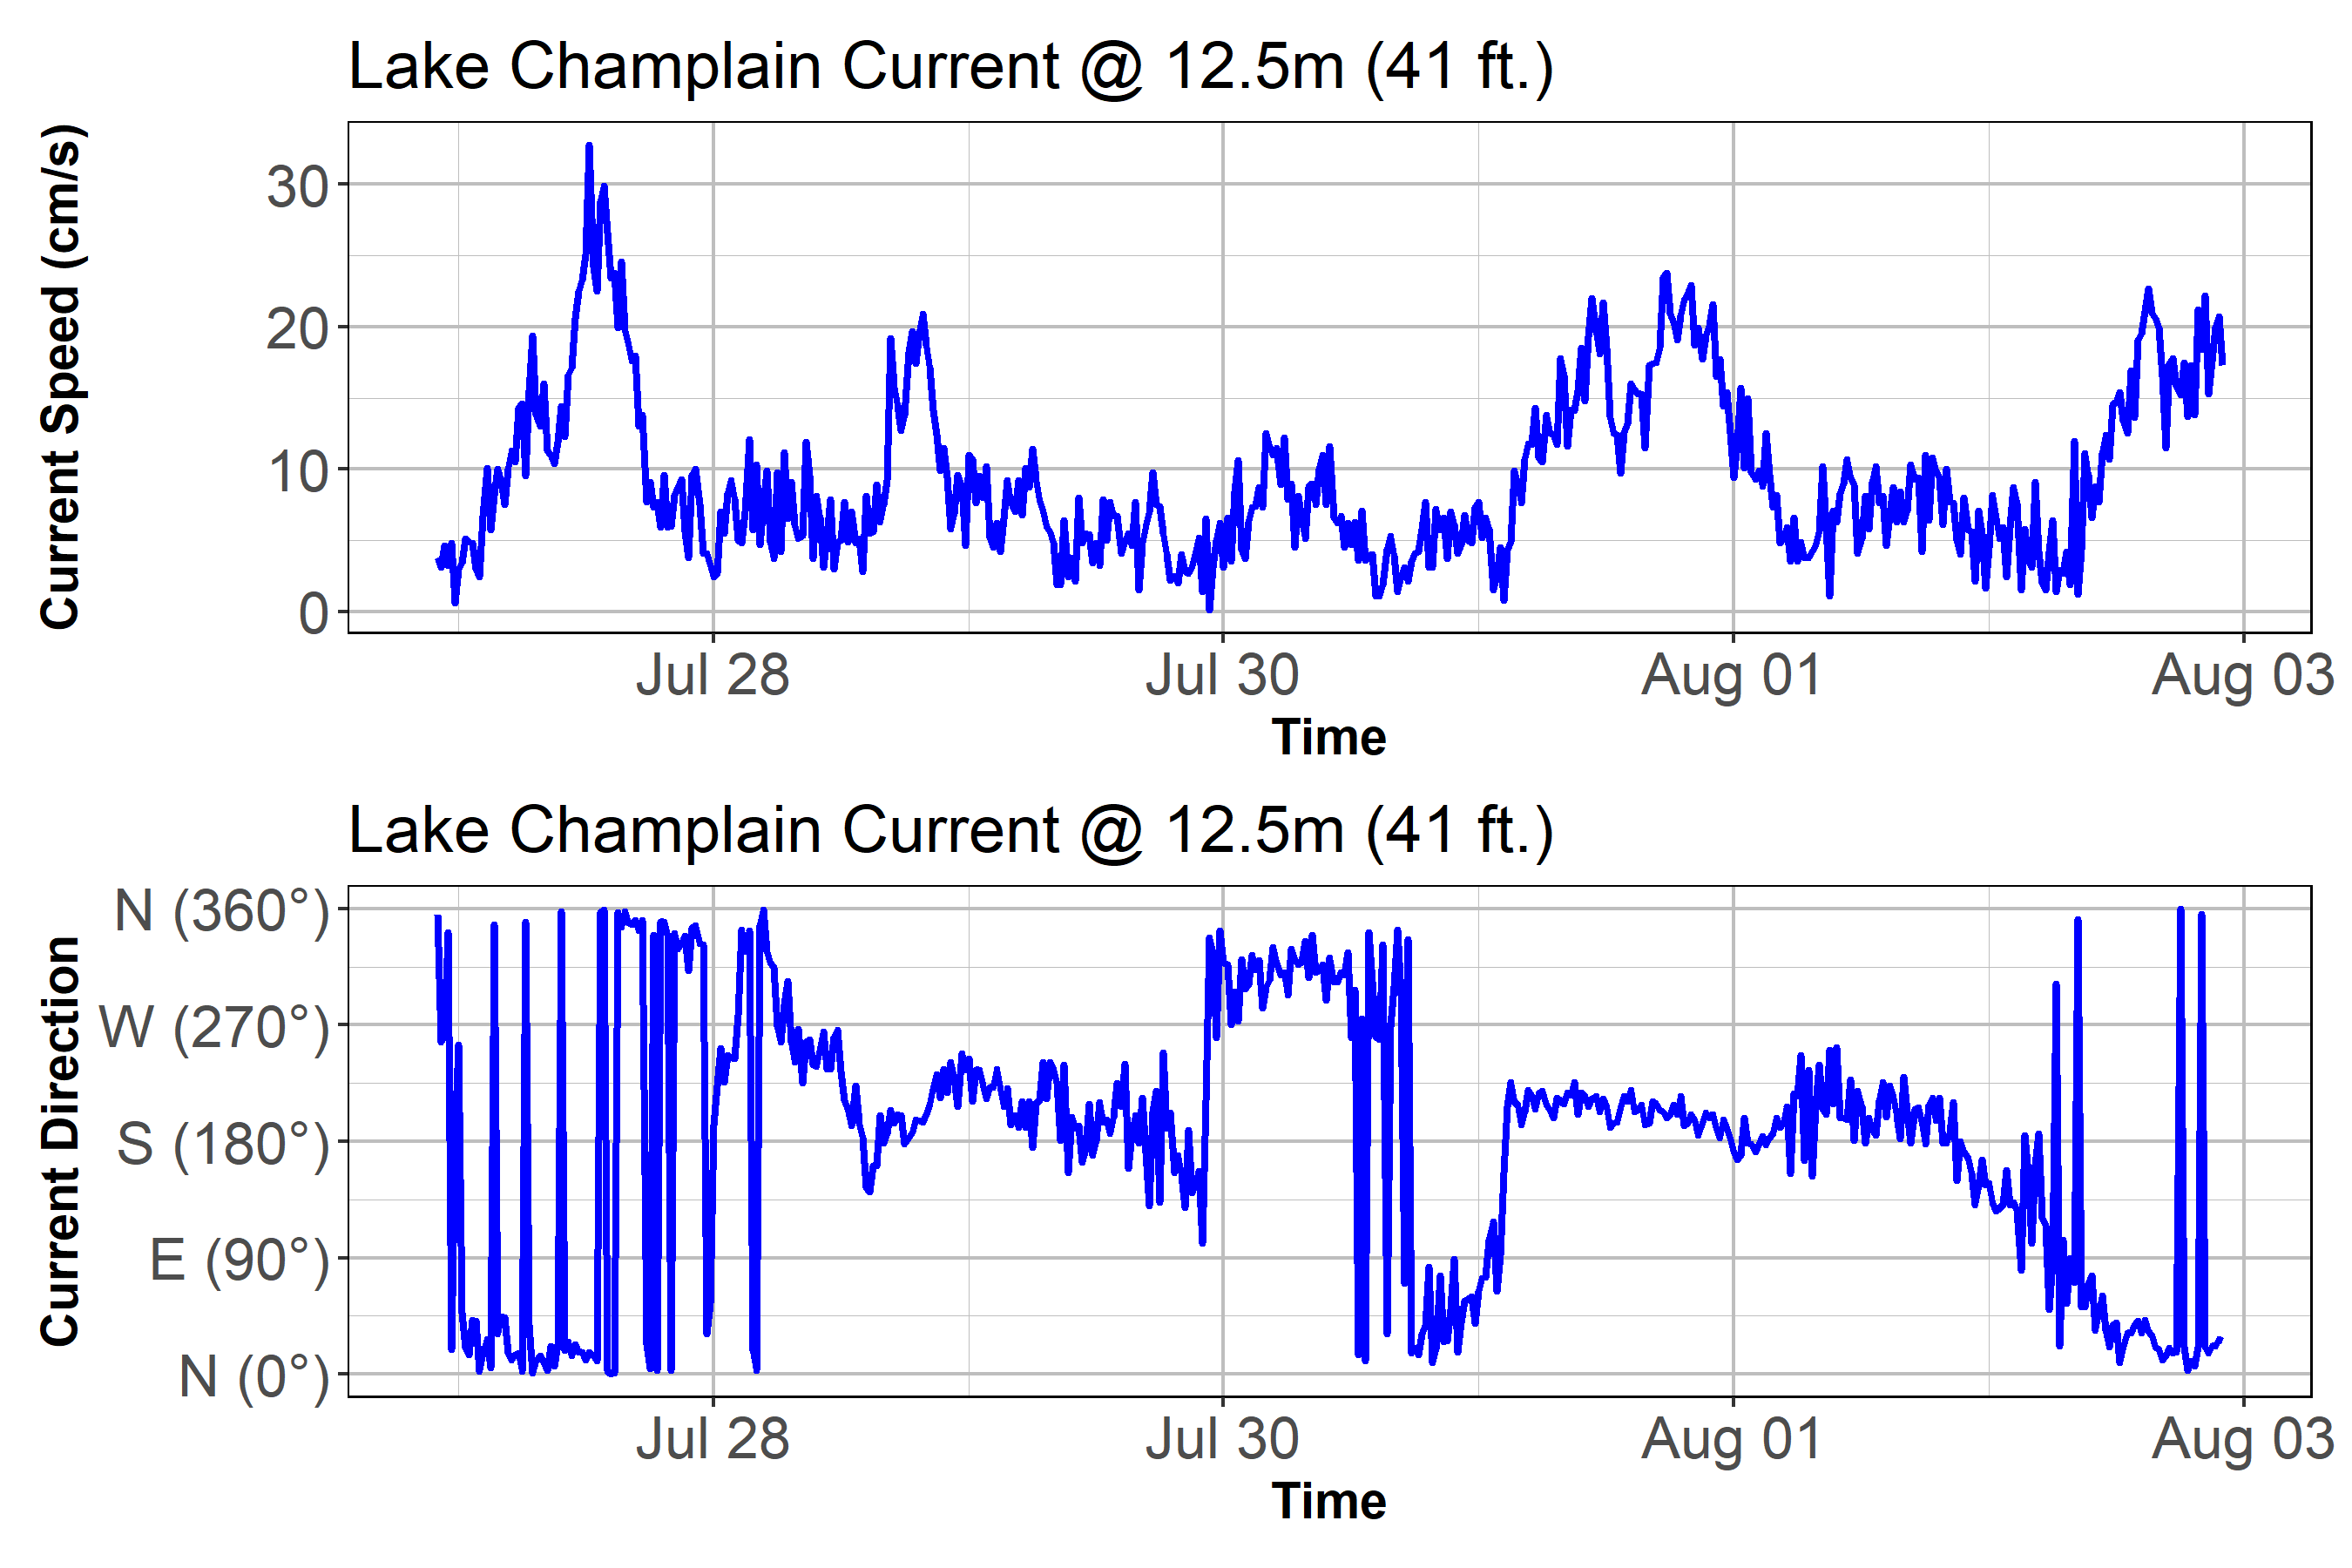 Lake Champlain Current @ 12.5m (41 ft.)
Current Speed (cm/s)
30
20
10
0
Jul 28 Jul 30 Aug 01 Aug 03
Time
Lake Champlain Current @ 12.5m (41 ft.)
Current Direction
N (360°)
W (270°)
S (180°)
E (90°)
N (0°)
Jul 28 Jul 30 Aug 01 Aug 03
Time